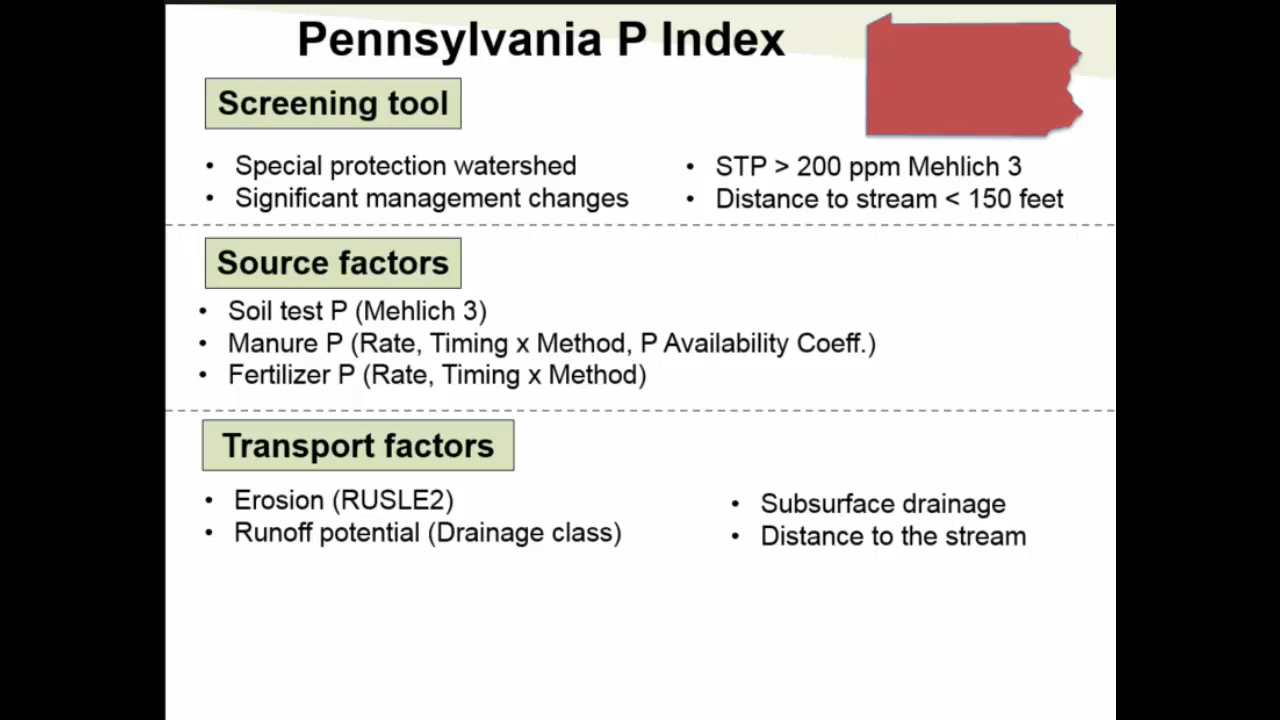 Pennsylvania P Index
Screening tool
• Special protection watershed
• Significant management changes
• STP > 200 ppm Mehlich 3
• Distance to stream < 150 feet
Source factors
• Soil test P (Mehlich 3)
• Manure P (Rate, Timing x Method, P Availability Coeff.)
• Fertilizer P (Rate, Timing x Method)
Transport factors
• Erosion (RUSLE2)
• Runoff potential (Drainage class)
• Subsurface drainage
• Distance to the stream